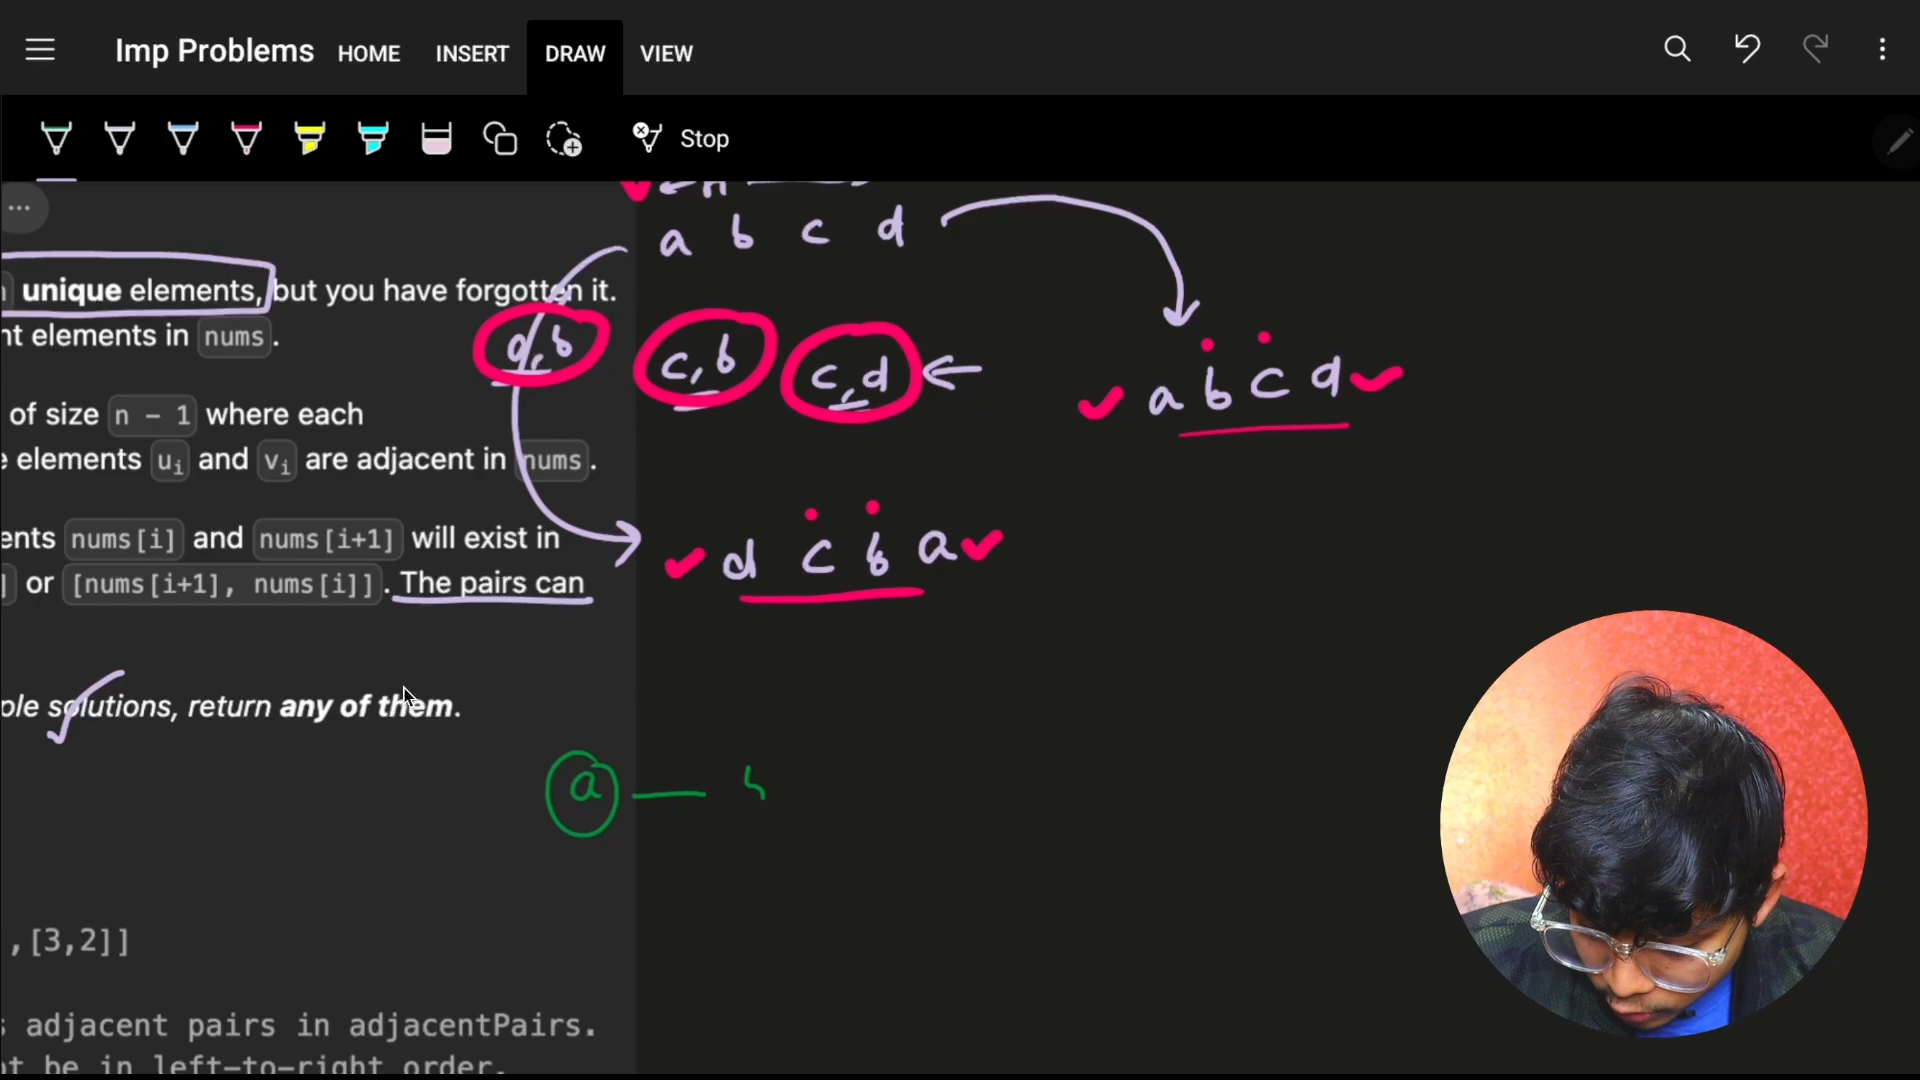 Imp Problems HOME INSERT DRAW VIEW
Stop
a b c d
unique elements, but you have forgotten it.
nt elements in nums.
a,b c,b c,d
a b c d
of size n - 1 where each
e elements ui and vi are adjacent in nums.
ents nums[i] and nums[i+1] will exist in
d c b a
] or [nums[i+1], nums[i]]. The pairs can
ple solutions, return any of them.
a
,[3,2]]
s adjacent pairs in adjacentPairs.
ot be in left-to-right order.